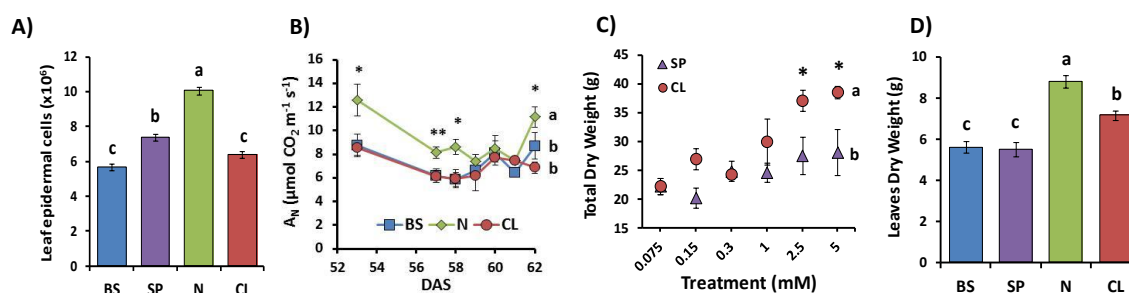 A)
Leaf epidermal cells (x10⁶)
12
10
8
6
4
2
0
c
b
a
c
BS SP N CL
B)
A_N (µmol CO₂ m⁻¹ s⁻¹)
16
14
12
10
8
6
4
2
0
*
**
*
*
a
b
b
BS N CL
52 54 56 58 60 62
DAS
C)
Total Dry Weight (g)
45
40
35
30
25
20
15
SP
CL
*
*
a
b
0.075 0.15 0.3 1 2.5 5
Treatment (mM)
D)
Leaves Dry Weight (g)
10
8
6
4
2
0
c
c
a
b
BS SP N CL